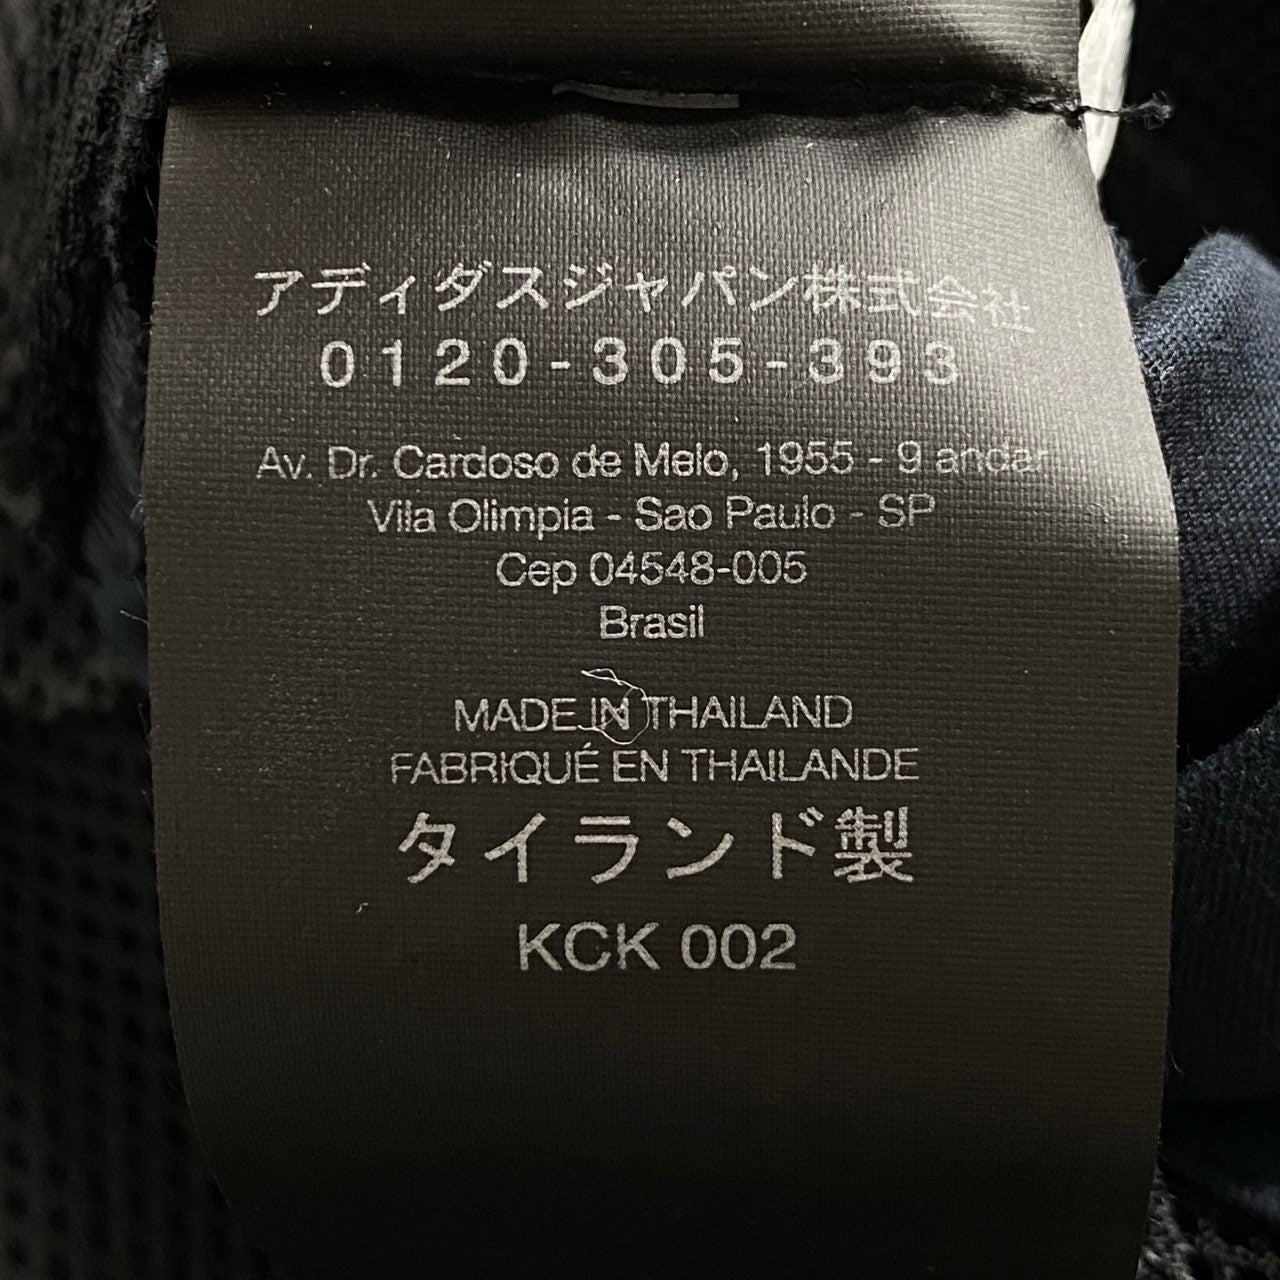 アディダスジャパン株式会社
0120-305-393
Av. Dr. Cardoso de Melo, 1955 - 9 andar
Vila Olimpia - Sao Paulo - SP
Cep 04548-005
Brasil
MADE IN THAILAND
FABRIQUÉ EN THAILANDE
タイランド製
KCK 002